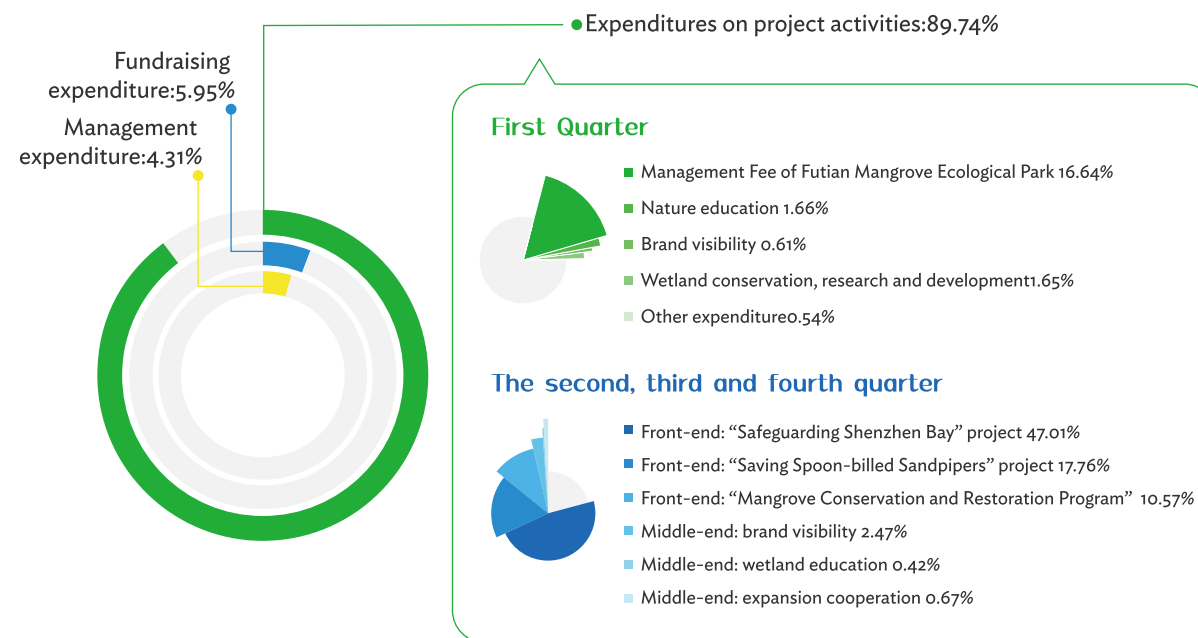 Expenditures on project activities:89.74%
Fundraising
expenditure:5.95%
Management
expenditure:4.31%
First Quarter
Management Fee of Futian Mangrove Ecological Park 16.64%
Nature education 1.66%
Brand visibility 0.61%
Wetland conservation, research and development1.65%
Other expenditure0.54%
The second, third and fourth quarter
Front-end: “Safeguarding Shenzhen Bay” project 47.01%
Front-end: “Saving Spoon-billed Sandpipers” project 17.76%
Front-end: “Mangrove Conservation and Restoration Program” 10.57%
Middle-end: brand visibility 2.47%
Middle-end: wetland education 0.42%
Middle-end: expansion cooperation 0.67%